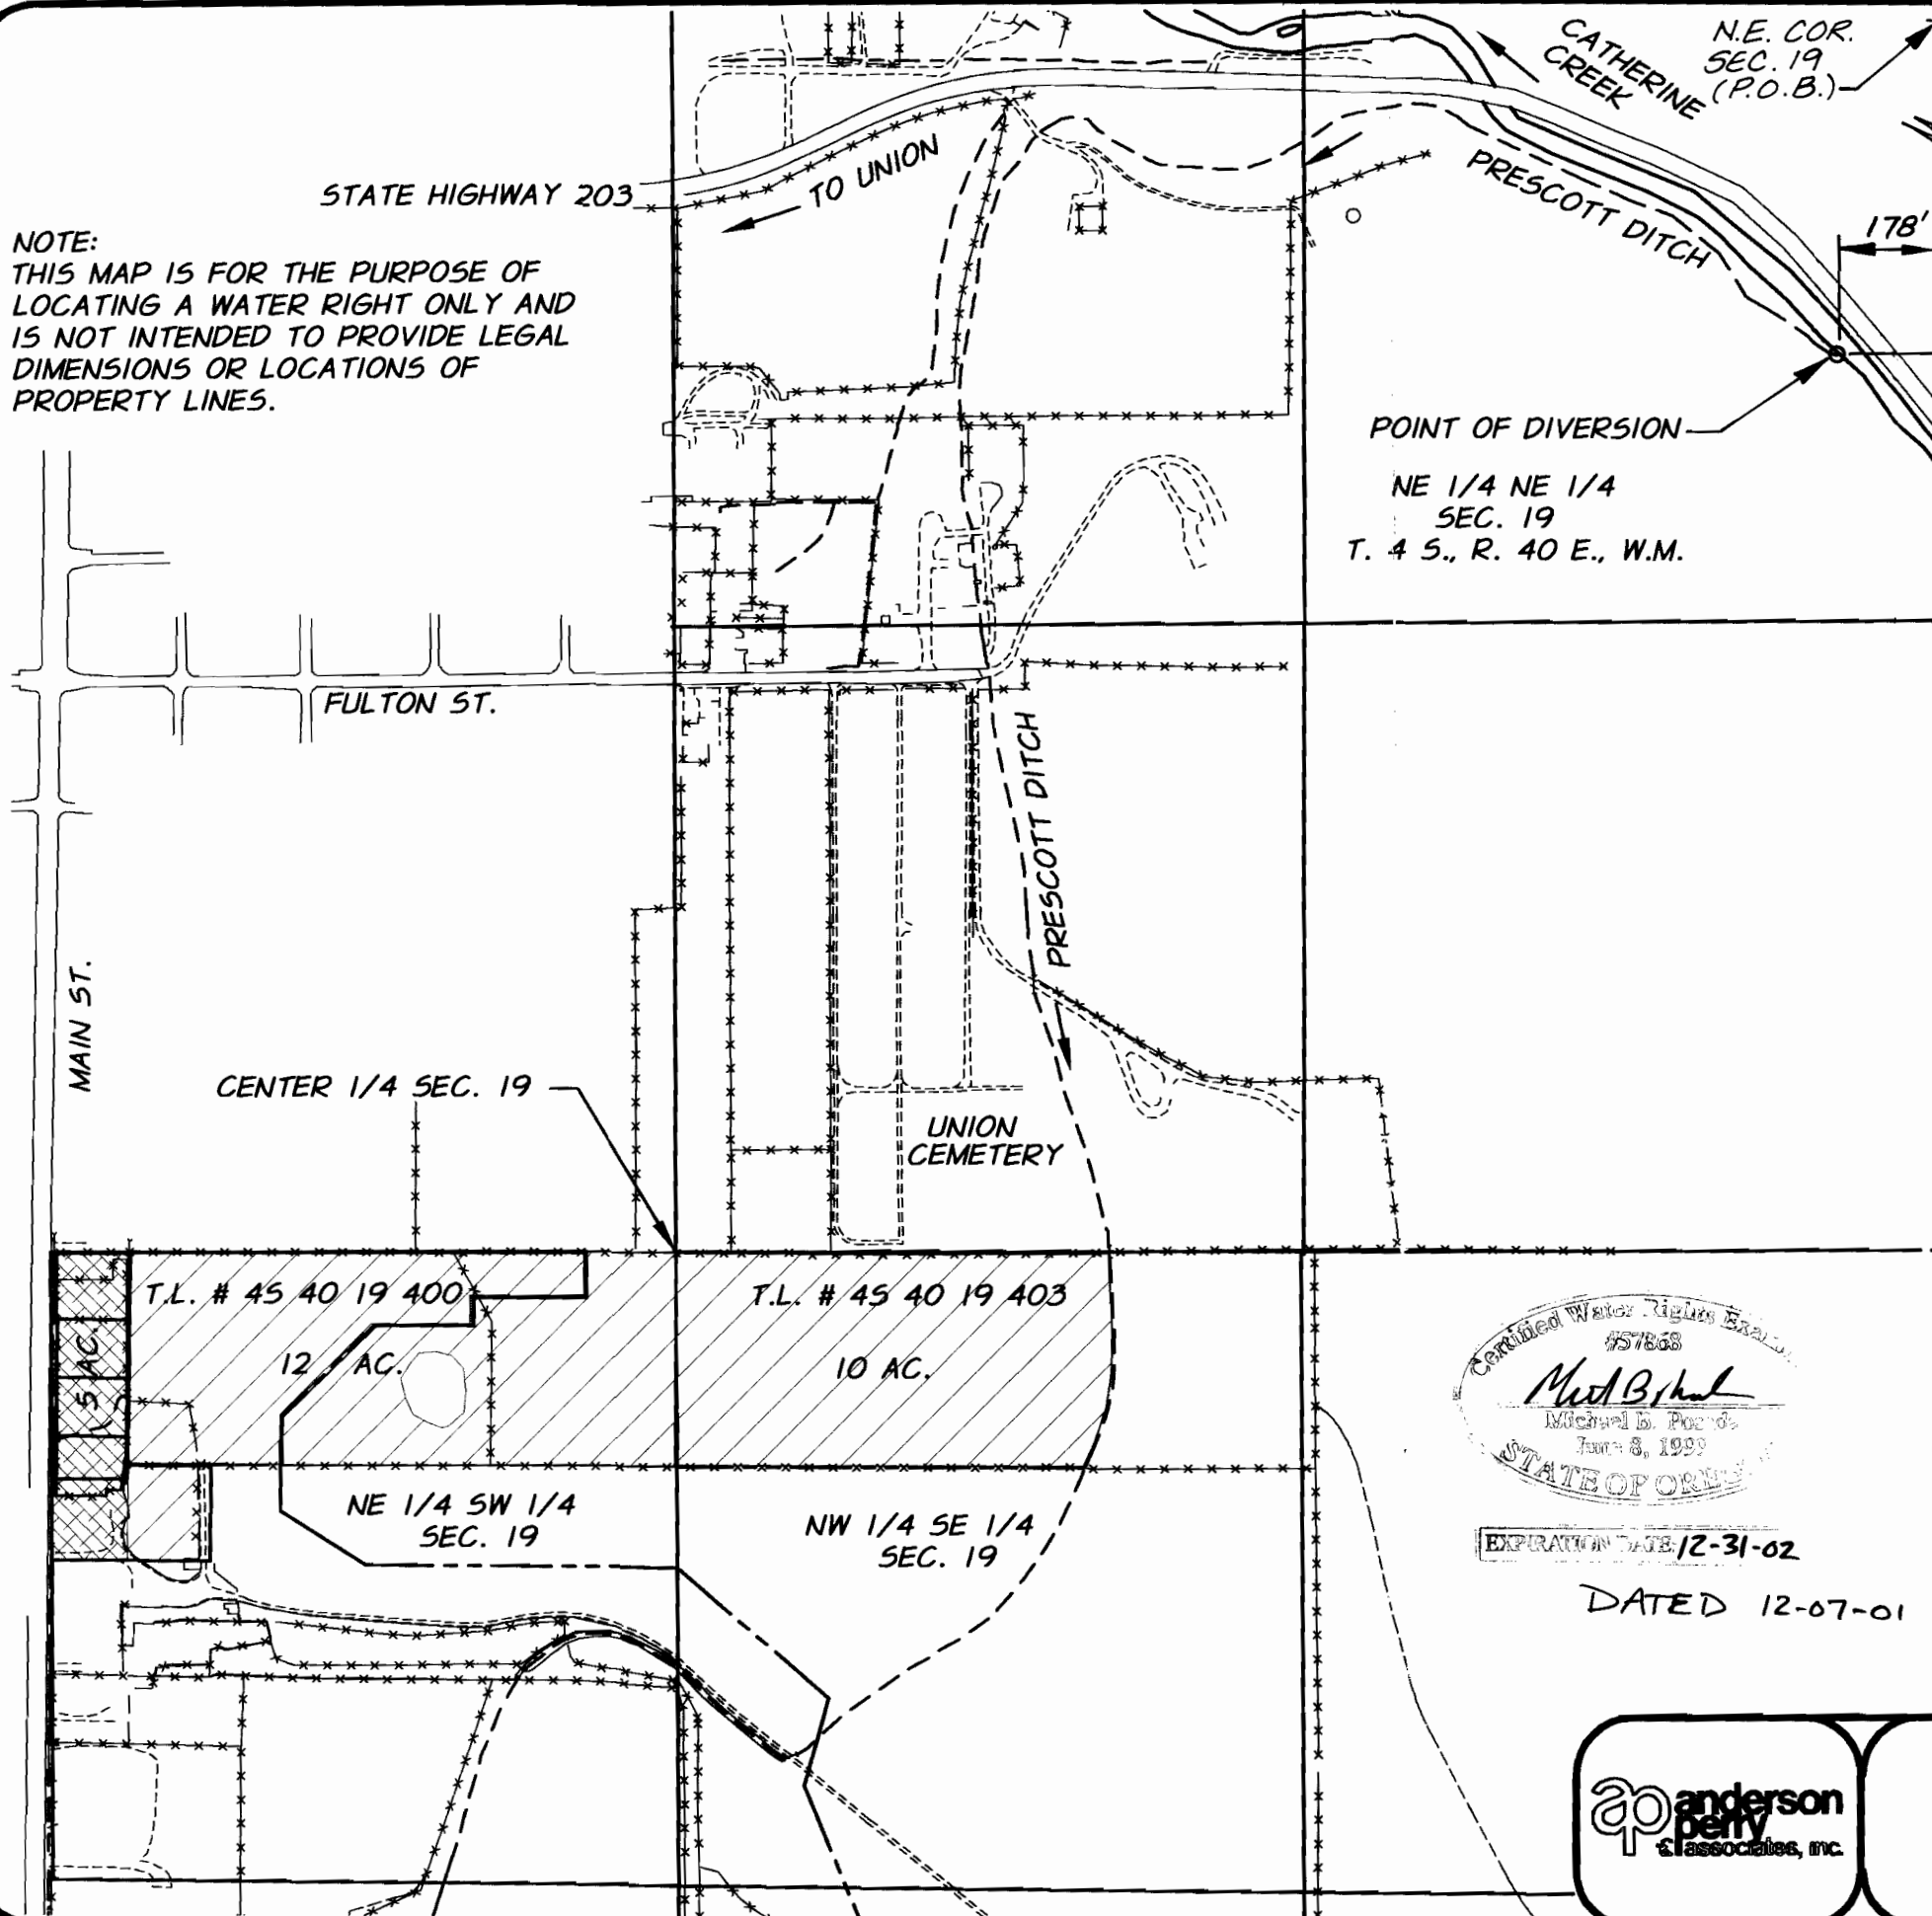 N.E. COR.
SEC. 19
(P.O.B.)
CATHERINE
CREEK
STATE HIGHWAY 203
TO UNION
PRESCOTT DITCH
178'
NOTE:
THIS MAP IS FOR THE PURPOSE OF
LOCATING A WATER RIGHT ONLY AND
IS NOT INTENDED TO PROVIDE LEGAL
DIMENSIONS OR LOCATIONS OF
PROPERTY LINES.
POINT OF DIVERSION
NE 1/4 NE 1/4
SEC. 19
T. 4 S., R. 40 E., W.M.
FULTON ST.
PRESCOTT DITCH
MAIN ST.
CENTER 1/4 SEC. 19
UNION
CEMETERY
T.L. # 4S 40 19 400
T.L. # 4S 40 19 403
12 AC.
10 AC.
5 AC.
NE 1/4 SW 1/4
SEC. 19
NW 1/4 SE 1/4
SEC. 19
Certified Water Rights
#57868
Michael B.
June 8, 1999
STATE OF
EXPIRATION DATE: 12-31-02
DATED 12-07-01
ap anderson
perry
& associates, inc.